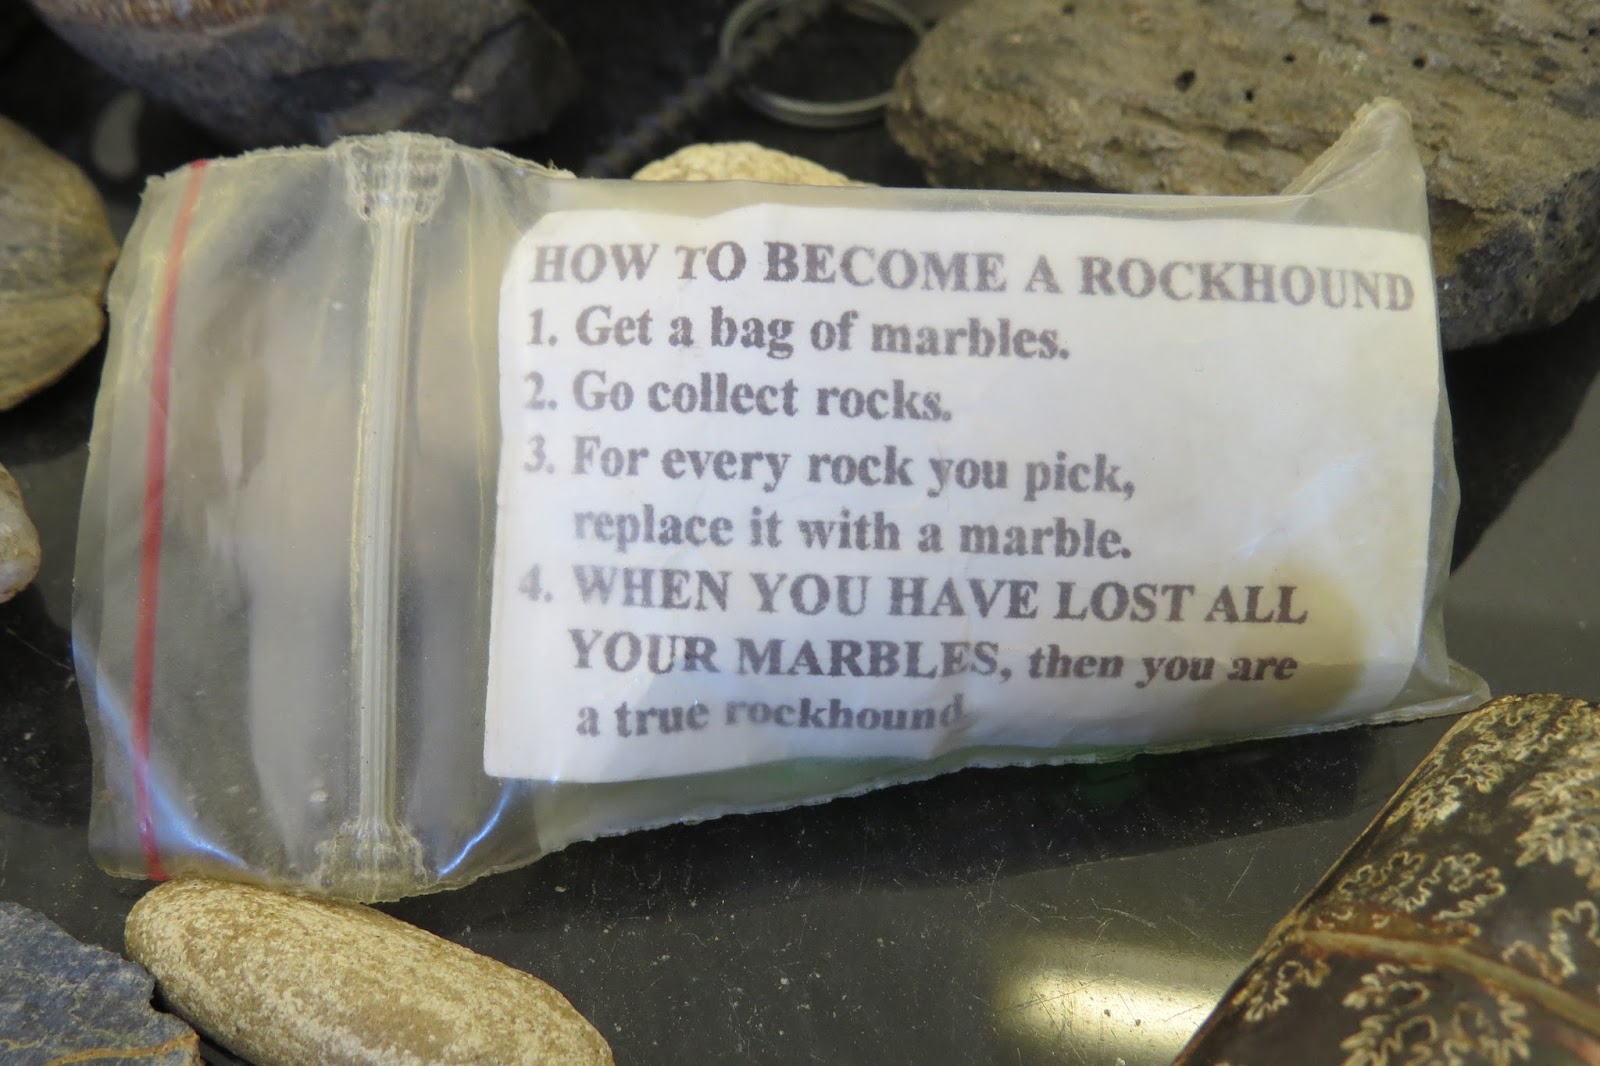 HOW TO BECOME A ROCKHOUND
1. Get a bag of marbles.
2. Go collect rocks.
3. For every rock you pick,
replace it with a marble.
4. WHEN YOU HAVE LOST ALL
YOUR MARBLES, then you are
a true rockhound.